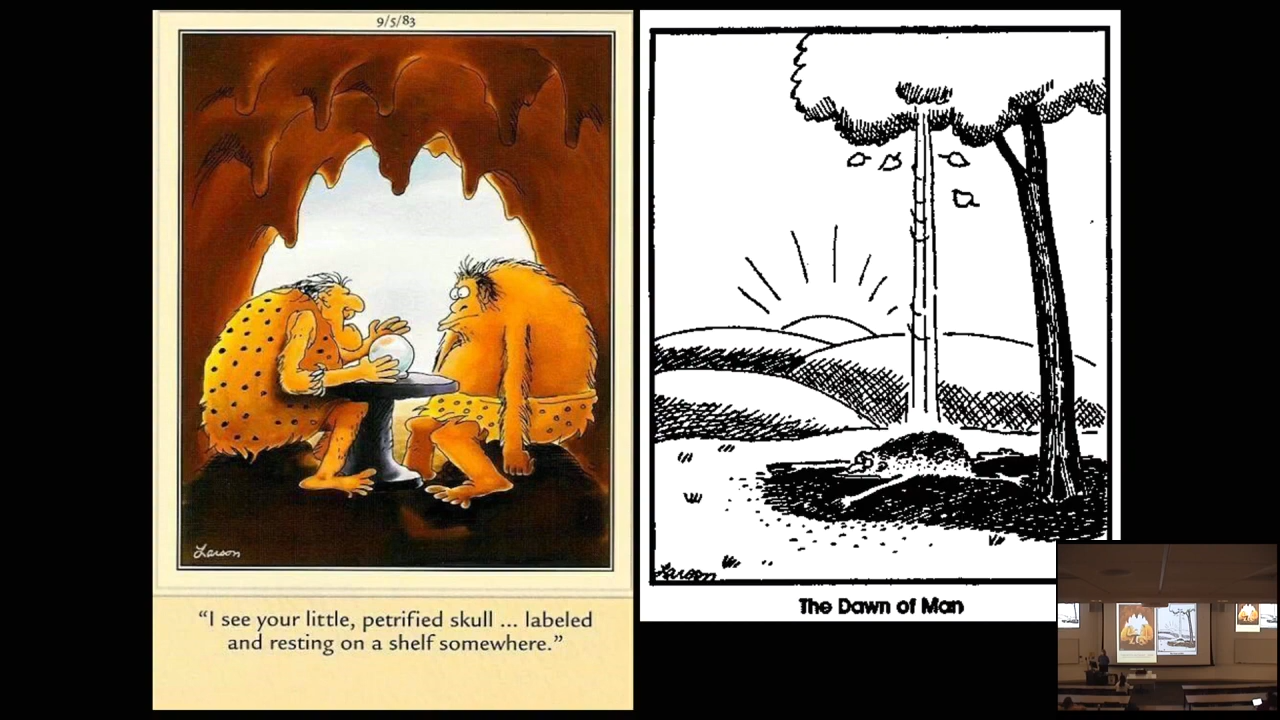 9/5/83
Larson
“I see your little, petrified skull ... labeled
and resting on a shelf somewhere.”
Larson
The Dawn of Man